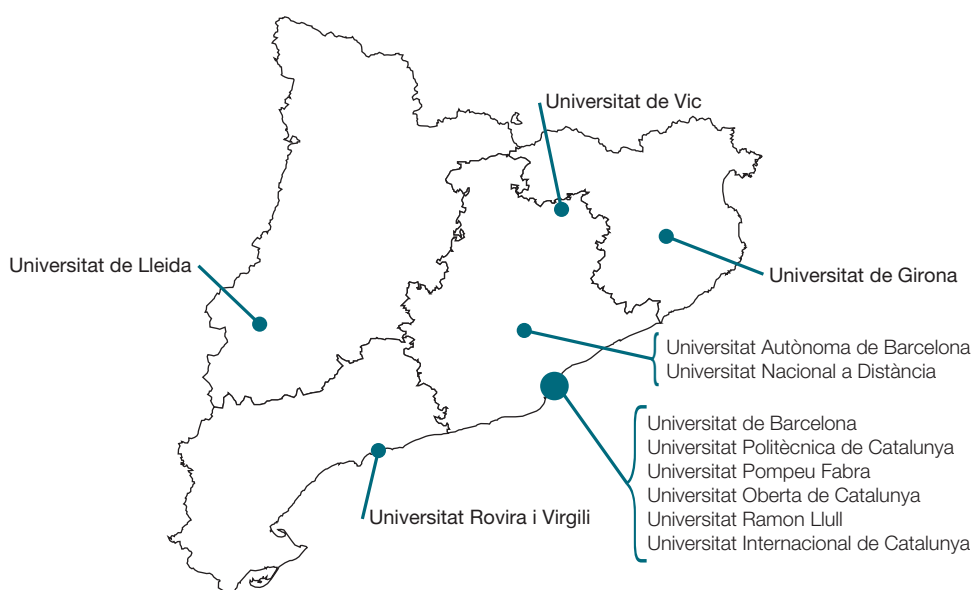 Universitat de Vic
Universitat de Lleida
Universitat de Girona
Universitat Autònoma de Barcelona
Universitat Nacional a Distància
Universitat de Barcelona
Universitat Politècnica de Catalunya
Universitat Pompeu Fabra
Universitat Oberta de Catalunya
Universitat Ramon Llull
Universitat Internacional de Catalunya
Universitat Rovira i Virgili